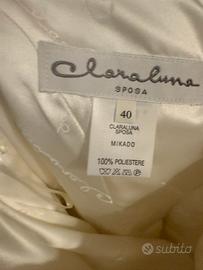 Claraluna
SPOSA
40
CLARALUNA
SPOSA
MIKADO
100% POLIESTERE
subito